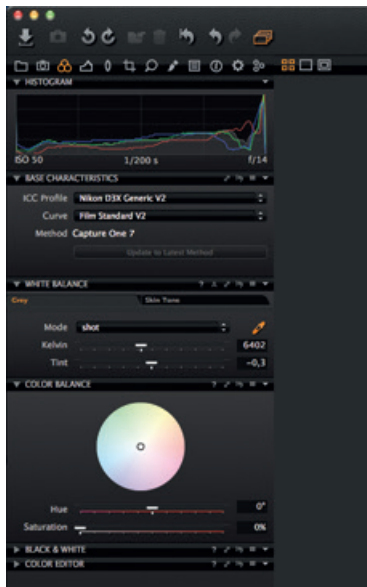 HISTOGRAM
ISO 50 1/200 s f/14
BASE CHARACTERISTICS
ICC Profile Nikon D3X Generic V2
Curve Film Standard V2
Method Capture One 7
Update to Latest Method
WHITE BALANCE ? A
Grey Skin Tone
Mode shot
Kelvin 6402
Tint -0,3
COLOR BALANCE ?
Hue 0°
Saturation 0%
BLACK & WHITE ?
COLOR EDITOR ?